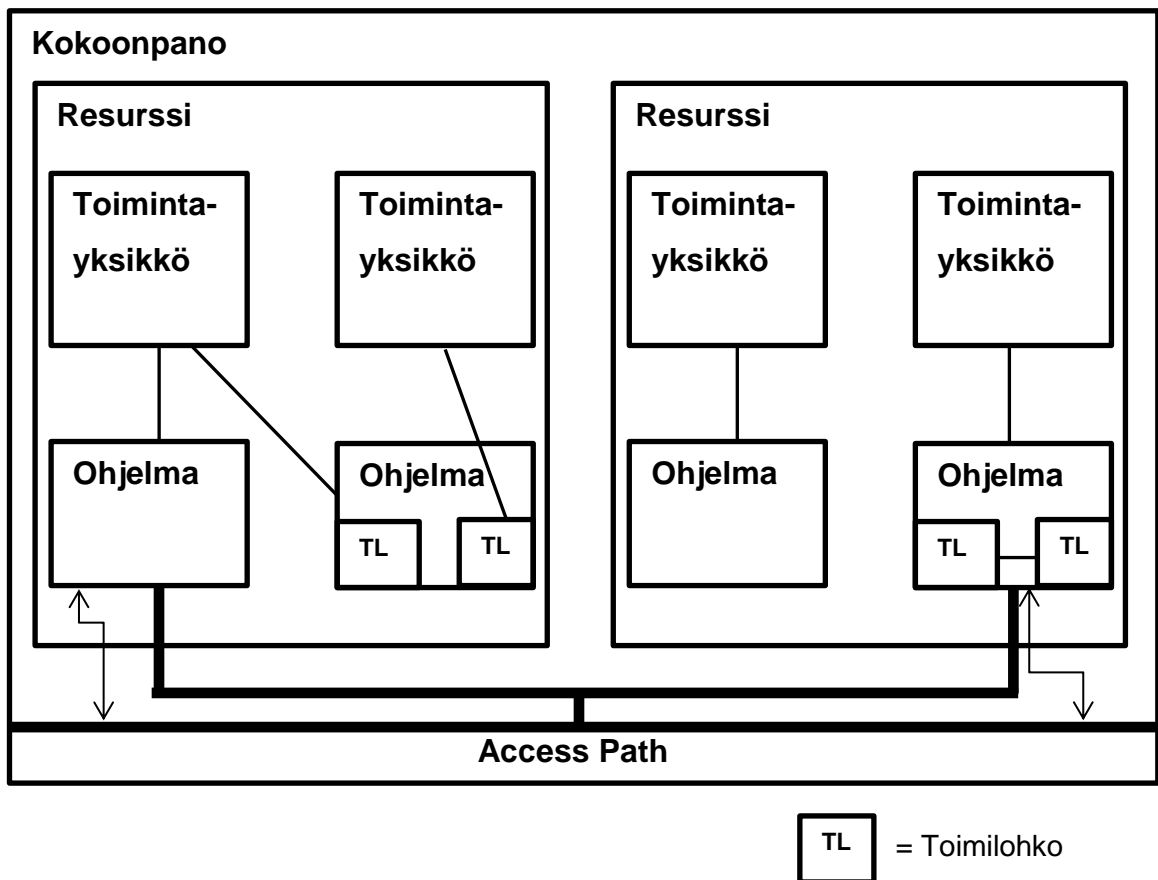 Kokoonpano
Resurssi
Resurssi
Toiminta-
yksikkö
Toiminta-
yksikkö
Toiminta-
yksikkö
Toiminta-
yksikkö
Ohjelma
Ohjelma
TL
TL
Ohjelma
Ohjelma
TL
TL
Access Path
TL = Toimilohko